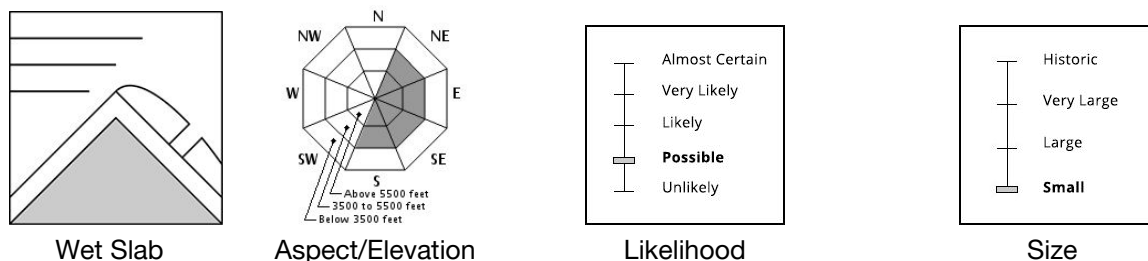 N
NW
NE
W
E
SW
SE
S
Above 5500 feet
3500 to 5500 feet
Below 3500 feet
Almost Certain
Very Likely
Likely
Possible
Unlikely
Historic
Very Large
Large
Small
Wet Slab
Aspect/Elevation
Likelihood
Size